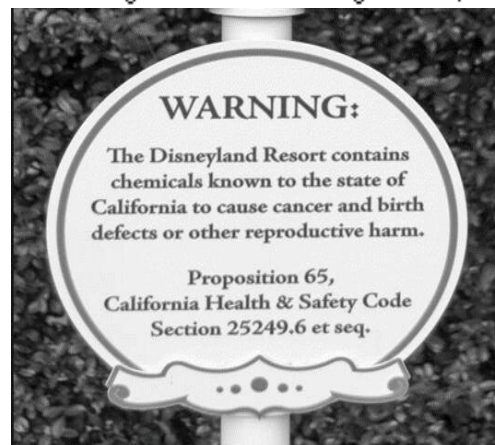 WARNING:
The Disneyland Resort contains
chemicals known to the state of
California to cause cancer and birth
defects or other reproductive harm.
Proposition 65,
California Health & Safety Code
Section 25249.6 et seq.